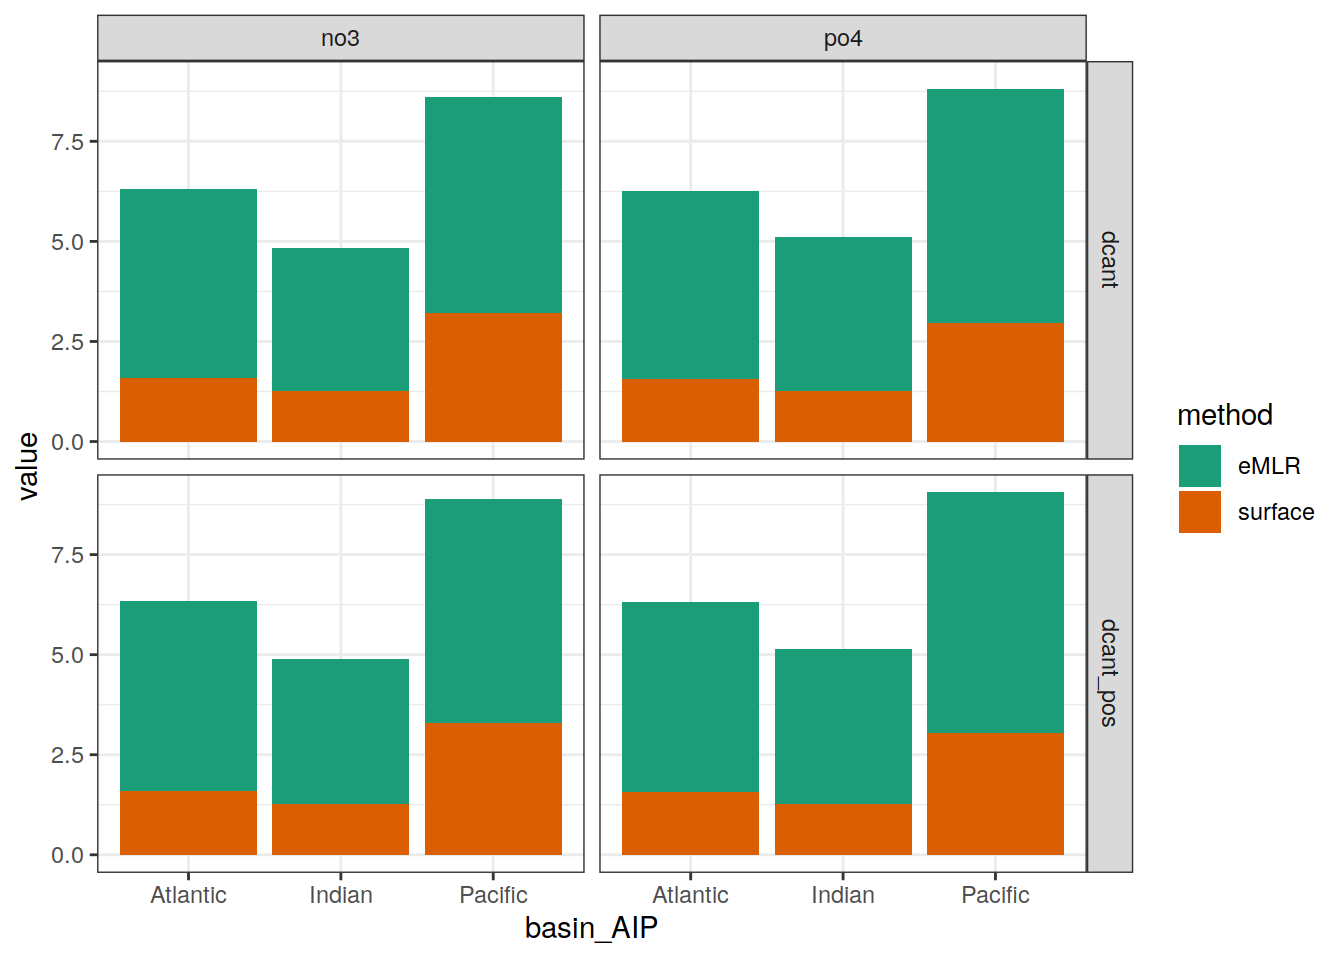 no3
po4
7.5
5.0
2.5
0.0
dcant
7.5
5.0
2.5
0.0
dcant_pos
value
Atlantic
Indian
Pacific
Atlantic
Indian
Pacific
basin_AIP
method
eMLR
surface